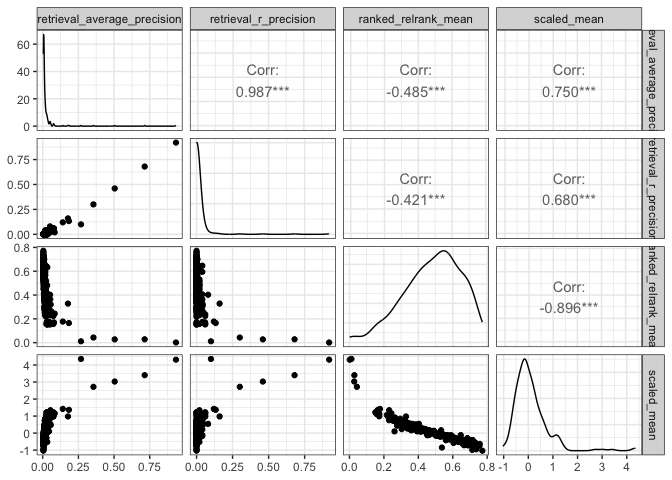 retrieval_average_precision retrieval_r_precision ranked_relrank_mean scaled_mean
60
40
20
0
Corr:
0.987***
Corr:
-0.485***
Corr:
0.750***
eval_average_preci
0.75
0.50
0.25
0.00
Corr:
-0.421***
Corr:
0.680***
retrieval_r_precision
0.8
0.6
0.4
0.2
0.0
Corr:
-0.896***
anked_relrank_mea
4
3
2
1
0
-1
scaled_mean
0.00 0.25 0.50 0.75 0.00 0.25 0.50 0.75 0.0 0.2 0.4 0.6 0.8 -1 0 1 2 3 4